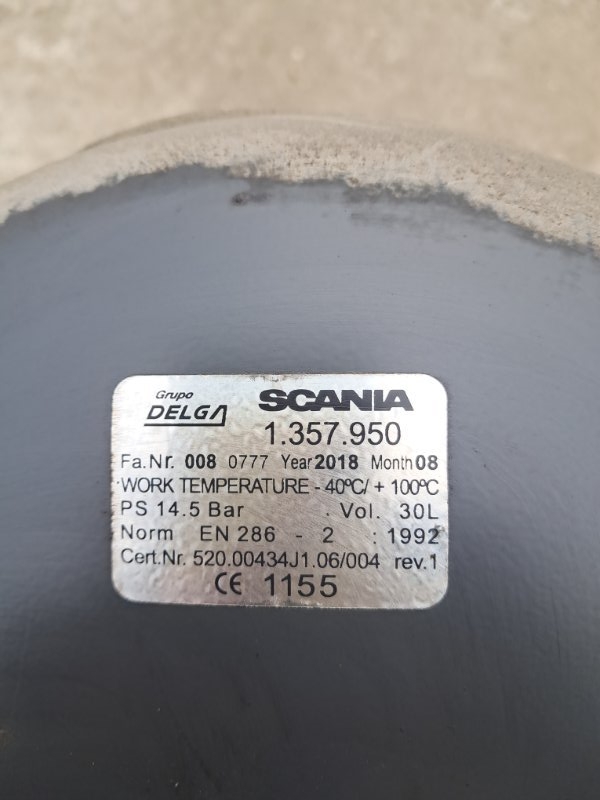 Grupo
DELGA SCANIA
1.357.950
Fa.Nr. 008 0777 Year 2018 Month 08
WORK TEMPERATURE - 40ºC/ + 100ºC
PS 14.5 Bar . Vol. 30L
Norm EN 286 - 2 : 1992
Cert.Nr. 520.00434J1.06/004 rev.1
CE 1155